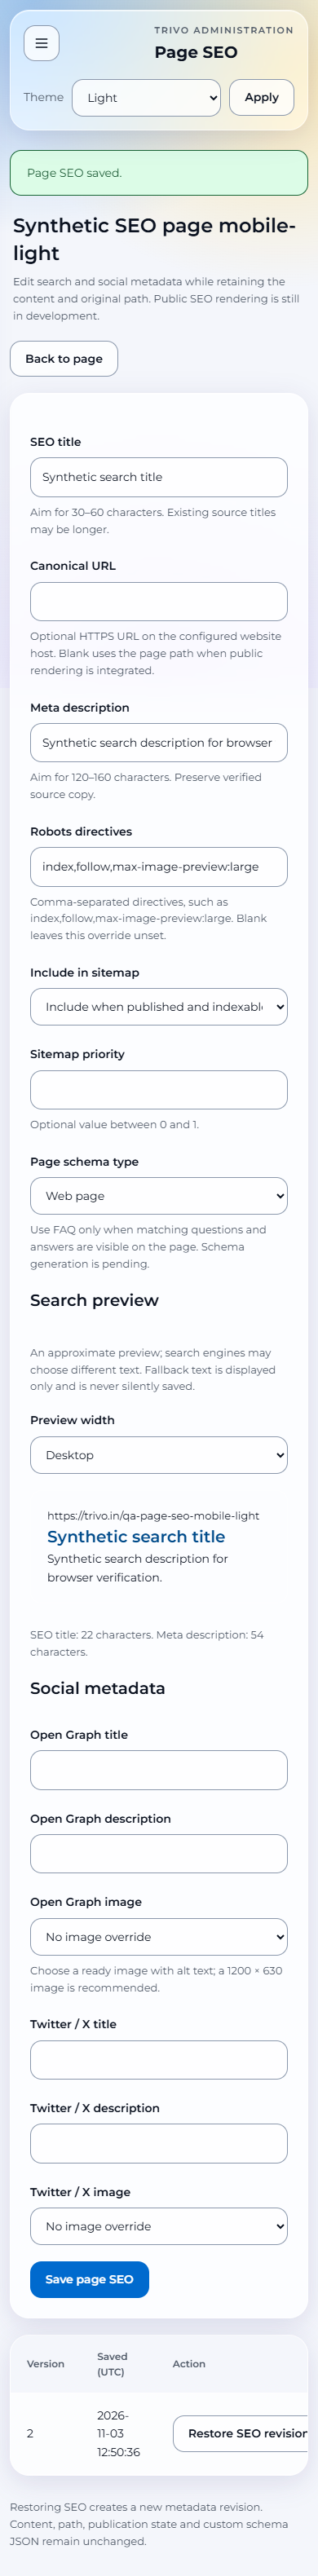 TRIVO ADMINISTRATION
Page SEO
Theme Light Apply
Page SEO saved.
Synthetic SEO page mobile-
light
Edit search and social metadata while retaining the
content and original path. Public SEO rendering is still
in development.
Back to page
SEO title
Synthetic search title
Aim for 30–60 characters. Existing source titles
may be longer.
Canonical URL
Optional HTTPS URL on the configured website
host. Blank uses the page path when public
rendering is integrated.
Meta description
Synthetic search description for browser
Aim for 120–160 characters. Preserve verified
source copy.
Robots directives
index,follow,max-image-preview:large
Comma-separated directives, such as
index,follow,max-image-preview:large. Blank
leaves this override unset.
Include in sitemap
Include when published and indexable
Sitemap priority
Optional value between 0 and 1.
Page schema type
Web page
Use FAQ only when matching questions and
answers are visible on the page. Schema
generation is pending.
Search preview
An approximate preview; search engines may
choose different text. Fallback text is displayed
only and is never silently saved.
Preview width
Desktop
https://trivo.in/qa-page-seo-mobile-light
Synthetic search title
Synthetic search description for
browser verification.
SEO title: 22 characters. Meta description: 54
characters.
Social metadata
Open Graph title
Open Graph description
Open Graph image
No image override
Choose a ready image with alt text; a 1200 × 630
image is recommended.
Twitter / X title
Twitter / X description
Twitter / X image
No image override
Save page SEO
Version Saved (UTC) Action
2 2026-11-03 12:50:36 Restore SEO revision
Restoring SEO creates a new metadata revision.
Content, path, publication state and custom schema
JSON remain unchanged.